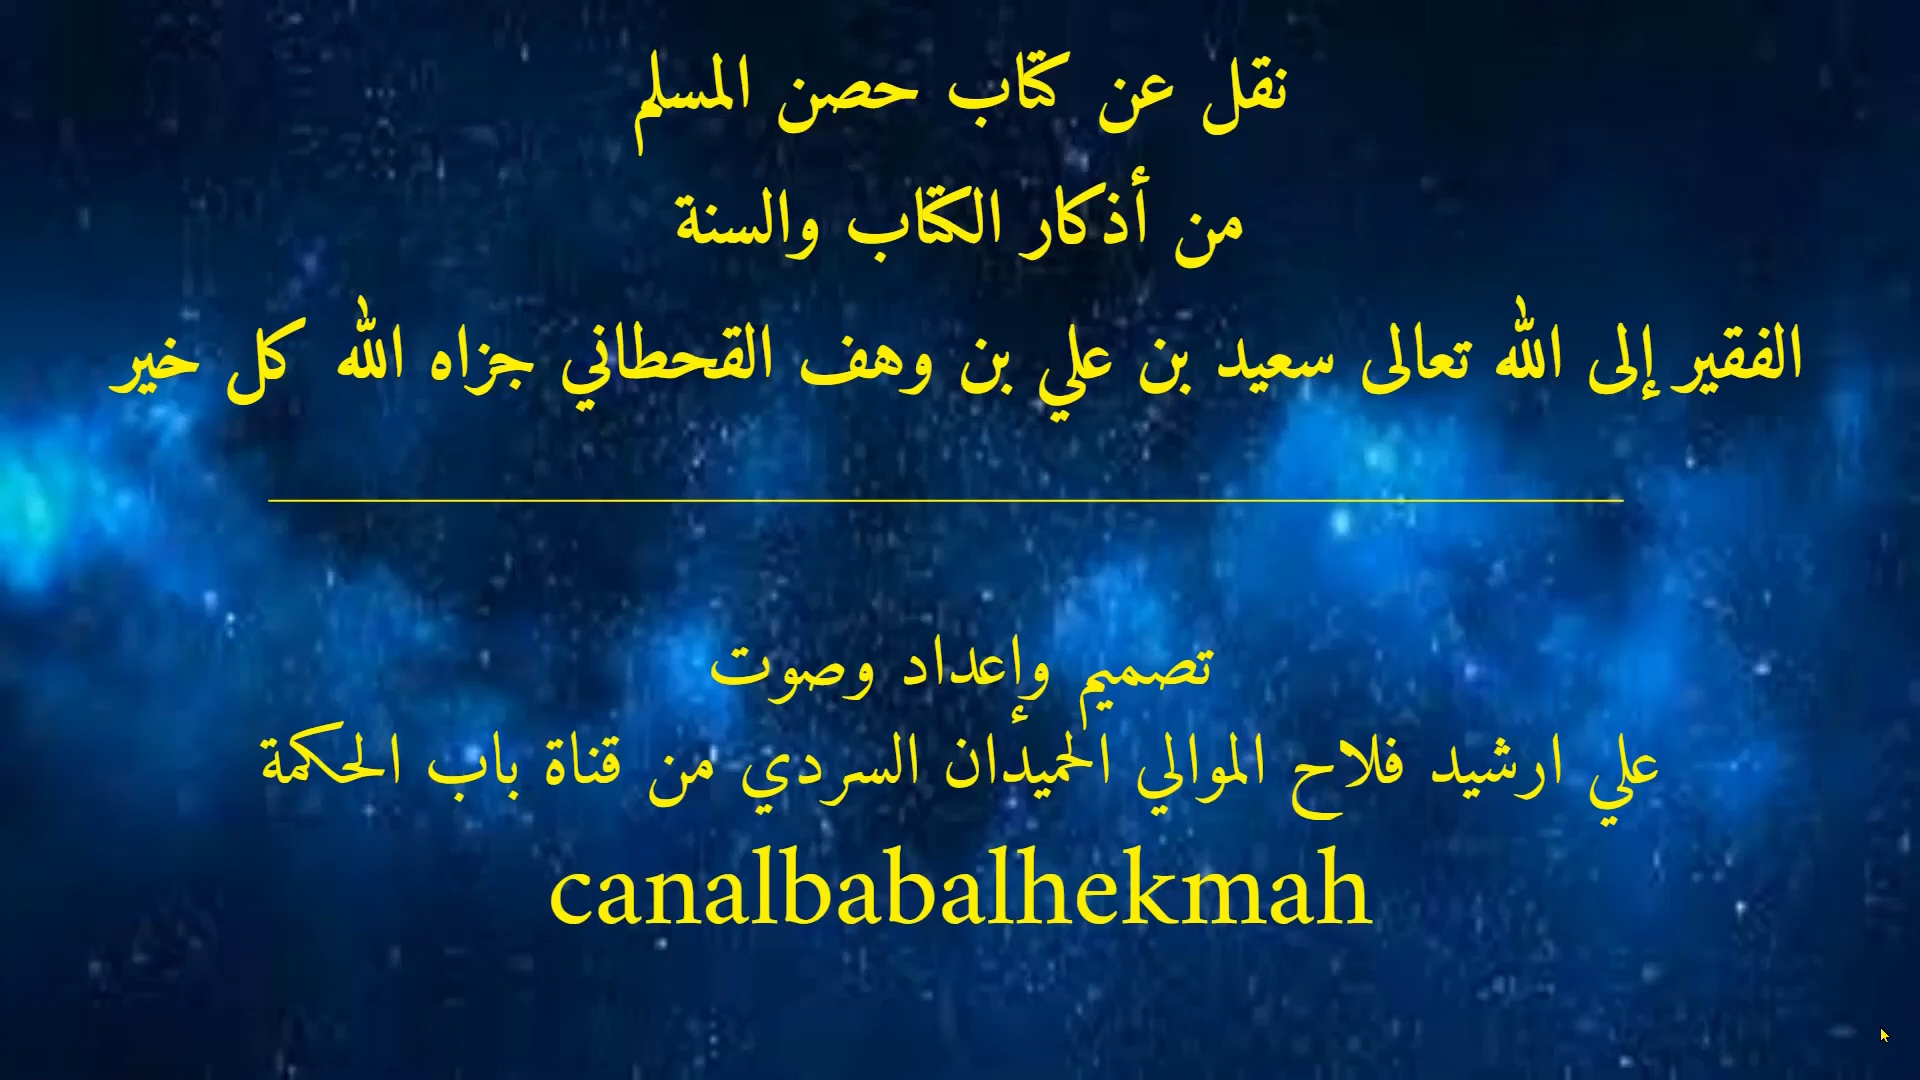 نقل عن كتاب حصن المسلم
من أذكار الكتاب والسنة
الفقير إلى الله تعالى سعيد بن علي بن وهف القحطاني جزاه الله كل خير
تصميم وإعداد وصوت
علي ارشيد فلاح الموالي الحميدان السردي من قناة باب الحكمة
canalbabalhekmah